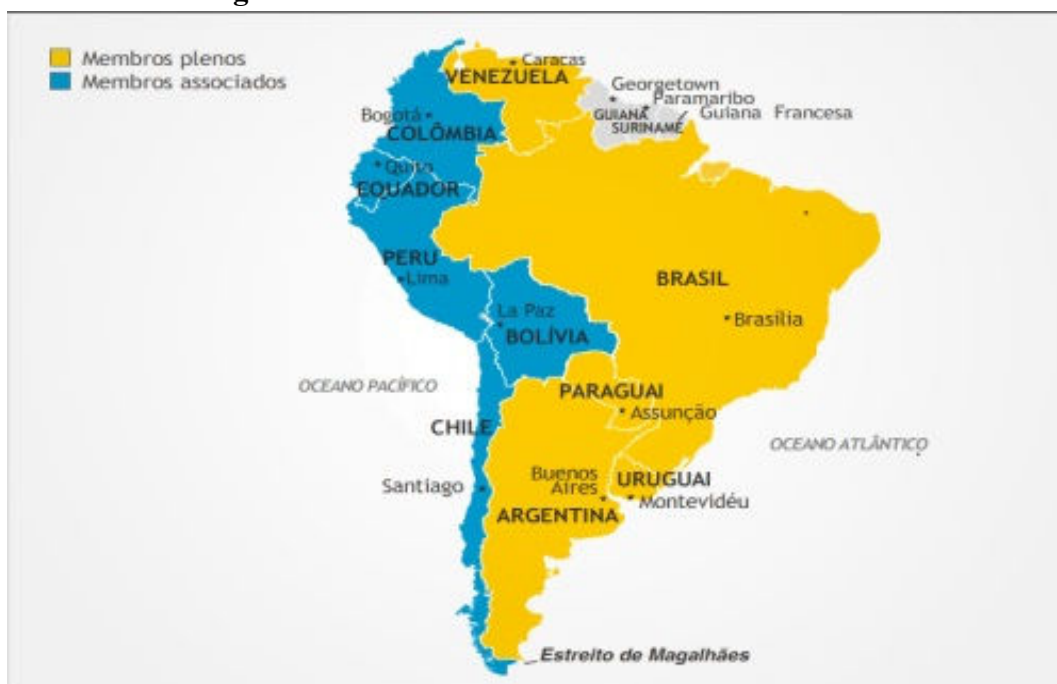 Membros plenos
Membros associados
Caracas
VENEZUELA
Georgetown
Paramaribo
GUIANA
SURINAME
Guiana Francesa
Bogotá
COLÔMBIA
Quito
EQUADOR
PERU
Lima
BRASIL
Brasília
La Paz
BOLÍVIA
OCEANO PACÍFICO
PARAGUAI
Assunção
CHILE
OCEANO ATLÂNTICO
Santiago
Buenos
Aires
URUGUAI
Montevidéu
ARGENTINA
Estreito de Magalhães